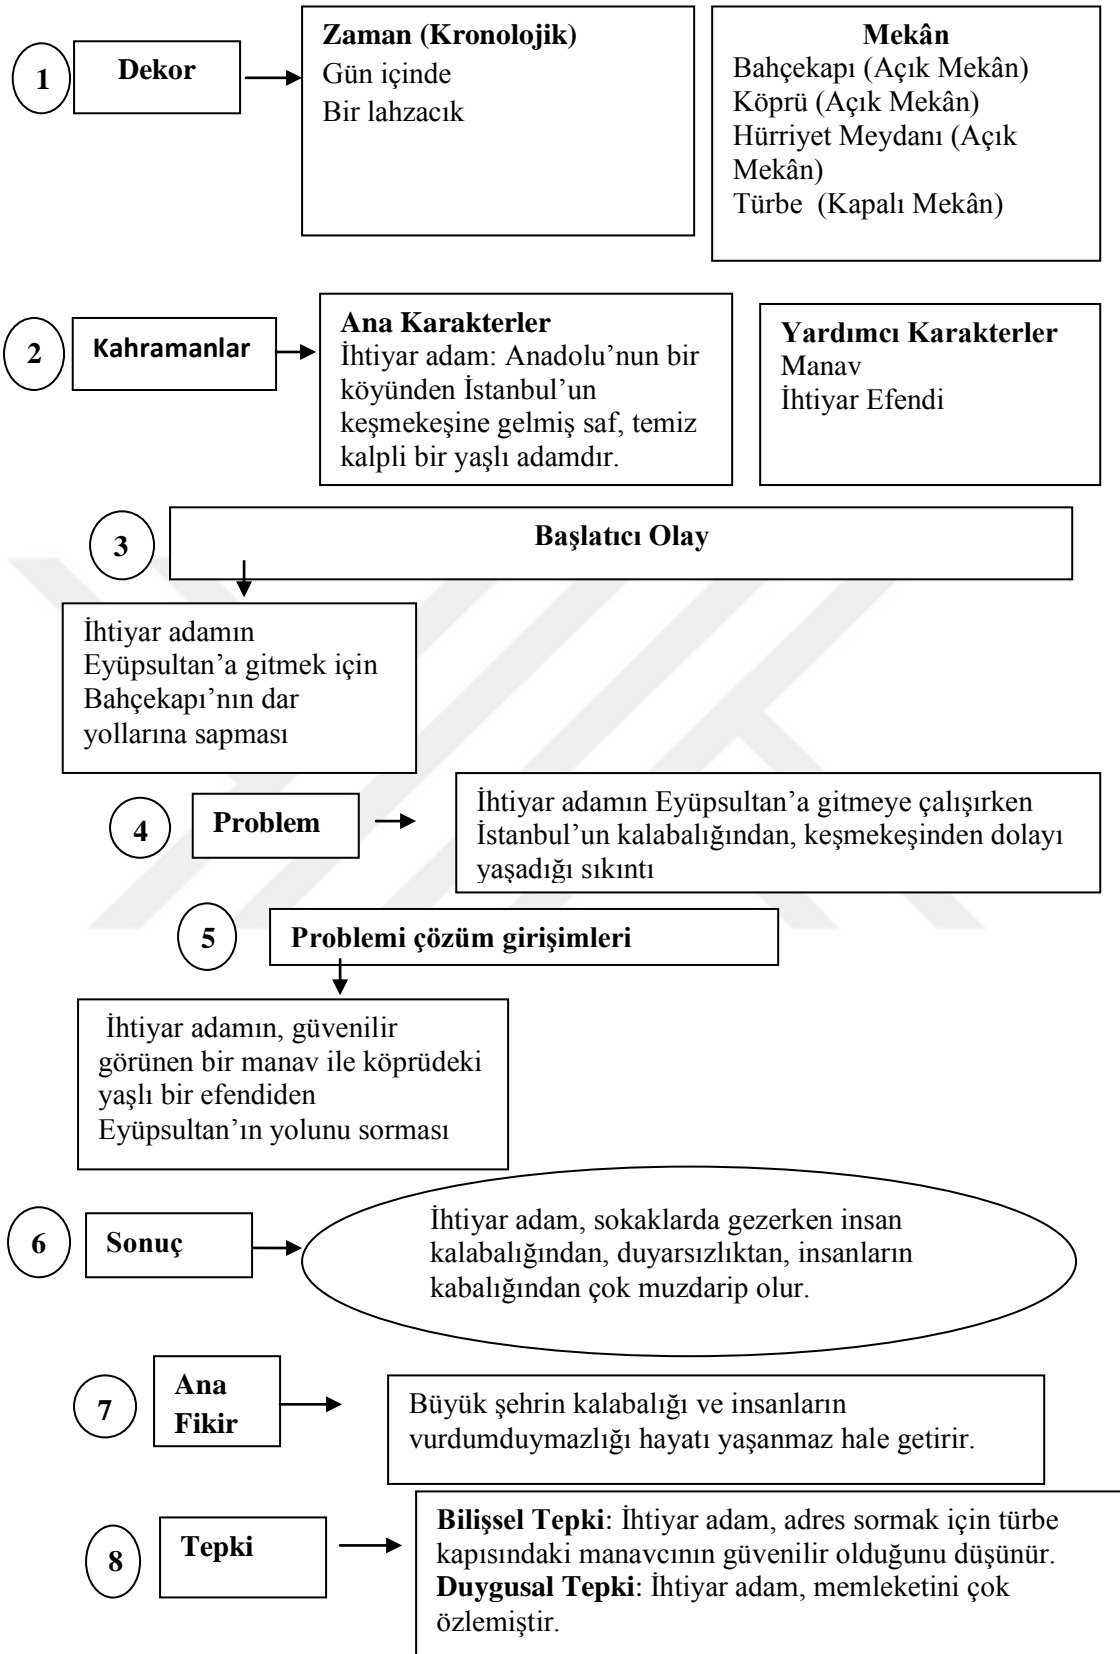 1
Dekor
Zaman (Kronolojik)
Gün içinde
Bir lahzacık
Mekân
Bahçekapı (Açık Mekân)
Köprü (Açık Mekân)
Hürriyet Meydanı (Açık
Mekân)
Türbe  (Kapalı Mekân)
2
Kahramanlar
Ana Karakterler
İhtiyar adam: Anadolu’nun bir
köyünden İstanbul’un
keşmekeşine gelmiş saf, temiz
kalpli bir yaşlı adamdır.
Yardımcı Karakterler
Manav
İhtiyar Efendi
3
Başlatıcı Olay
İhtiyar adamın
Eyüpsultan’a gitmek için
Bahçekapı’nın dar
yollarına sapması
4
Problem
İhtiyar adamın Eyüpsultan’a gitmeye çalışırken
İstanbul’un kalabalığından, keşmekeşinden dolayı
yaşadığı sıkıntı
5
Problemi çözüm girişimleri
İhtiyar adamın, güvenilir
görünen bir manav ile köprüdeki
yaşlı bir efendiden
Eyüpsultan’ın yolunu sorması
6
Sonuç
İhtiyar adam, sokaklarda gezerken insan
kalabalığından, duyarsızlıktan, insanların
kabalığından çok muzdarip olur.
7
Ana
Fikir
Büyük şehrin kalabalığı ve insanların
vurdumduymazlığı hayatı yaşanmaz hale getirir.
8
Tepki
Bilişsel Tepki: İhtiyar adam, adres sormak için türbe
kapısındaki manavcının güvenilir olduğunu düşünür.
Duygusal Tepki: İhtiyar adam, memleketini çok
özlemiştir.